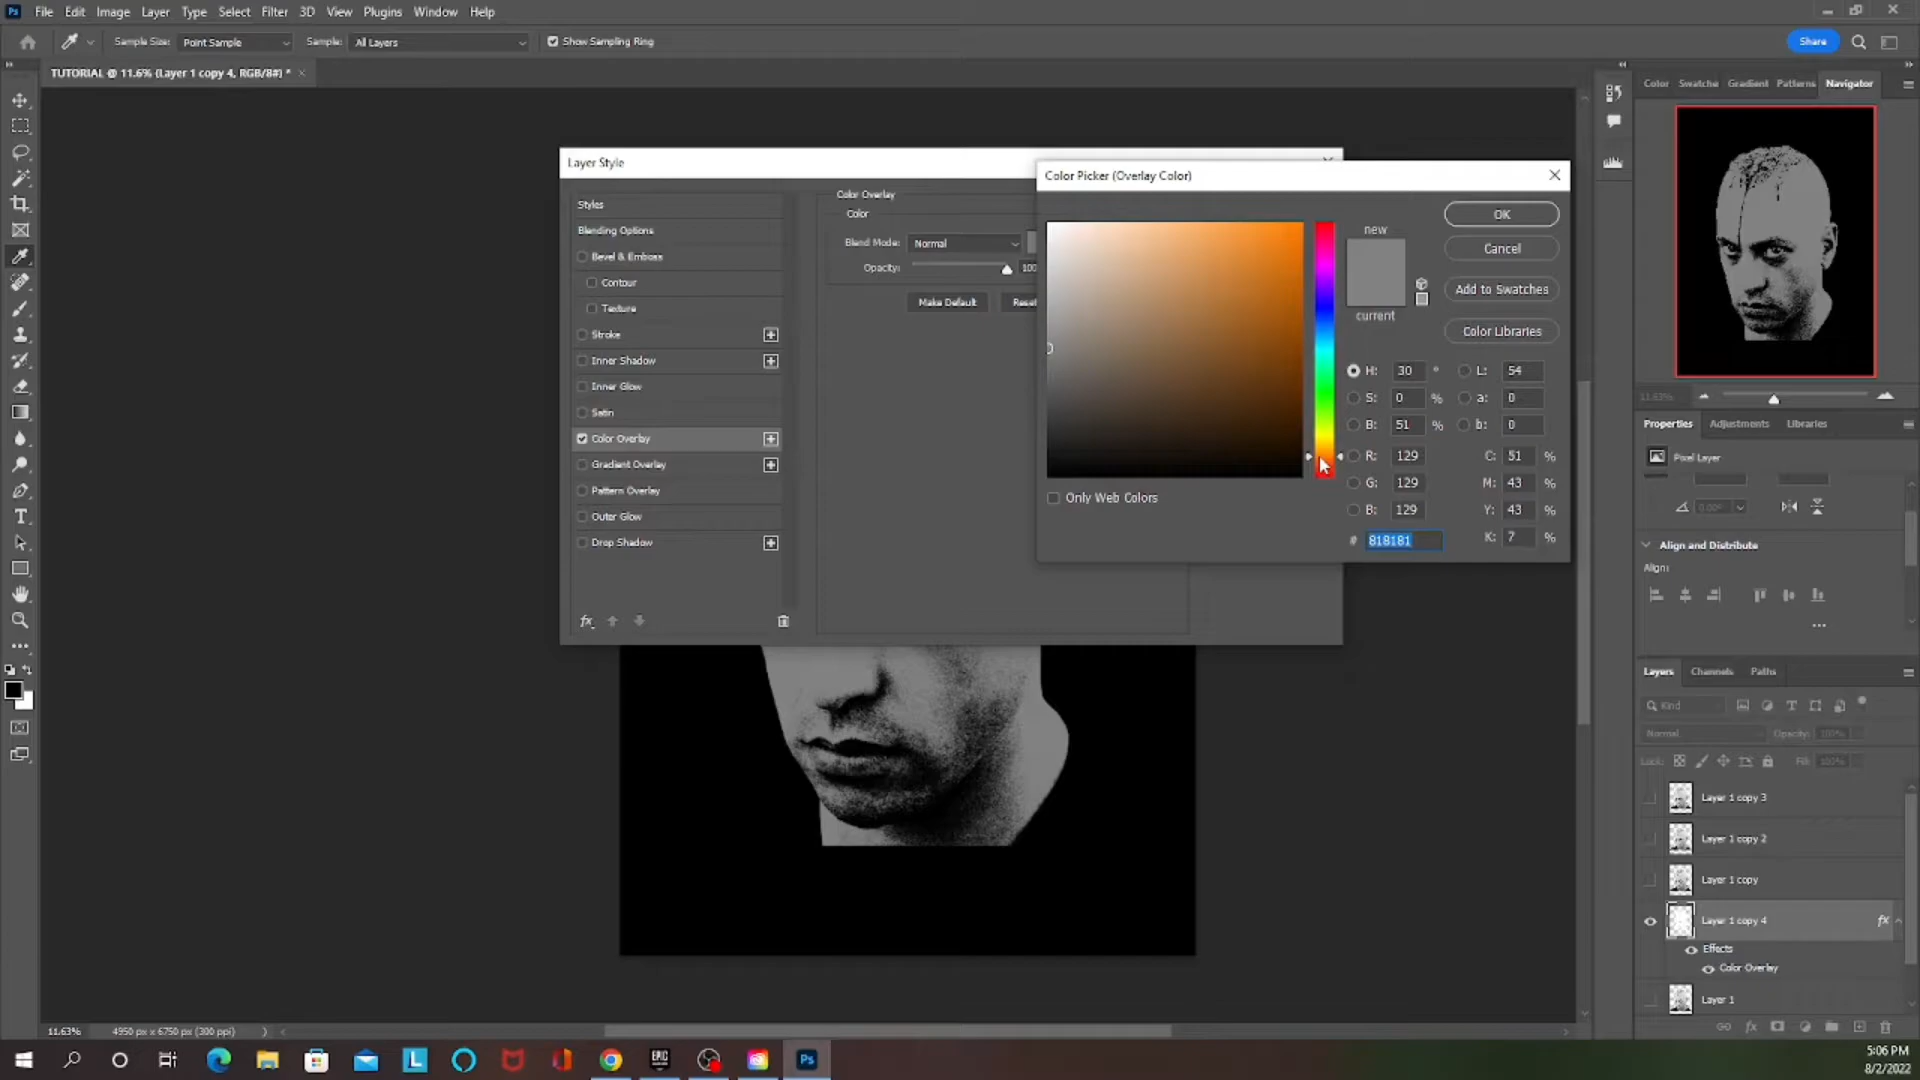 Ps File Edit Image Layer Type Select Filter 3D View Plugins Window Help
Sample Size: Point Sample Sample: All Layers Show Sampling Ring
Share
TUTORIAL @ 11.6% (Layer 1 copy 4, RGB/8#) * ×
Color Swatche Gradient Patterns Navigator
Layer Style
Color Picker (Overlay Color)
Styles
Blending Options
Bevel & Emboss
Contour
Texture
Stroke
Inner Shadow
Inner Glow
Satin
Color Overlay
Gradient Overlay
Pattern Overlay
Outer Glow
Drop Shadow
fx
Color Overlay
Color
Blend Mode: Normal
Opacity: 100
Make Default Reset
new
current
OK
Cancel
Add to Swatches
Color Libraries
H: 30 ° L: 54
S: 0 % a: 0
B: 51 % b: 0
R: 129 C: 51 %
G: 129 M: 43 %
B: 129 Y: 43 %
# 818181 K: 7 %
Only Web Colors
11.63%
Properties Adjustments Libraries
Pixel Layer
0.00°
Align and Distribute
Align:
Layers Channels Paths
Kind
Normal Opacity: 100%
Lock: Fill: 100%
Layer 1 copy 3
Layer 1 copy 2
Layer 1 copy
Layer 1 copy 4 fx
Effects
Color Overlay
Layer 1
fx
11.63% 4950 px x 6750 px (300 ppi)
L EPIC Ps
5:06 PM
8/2/2022